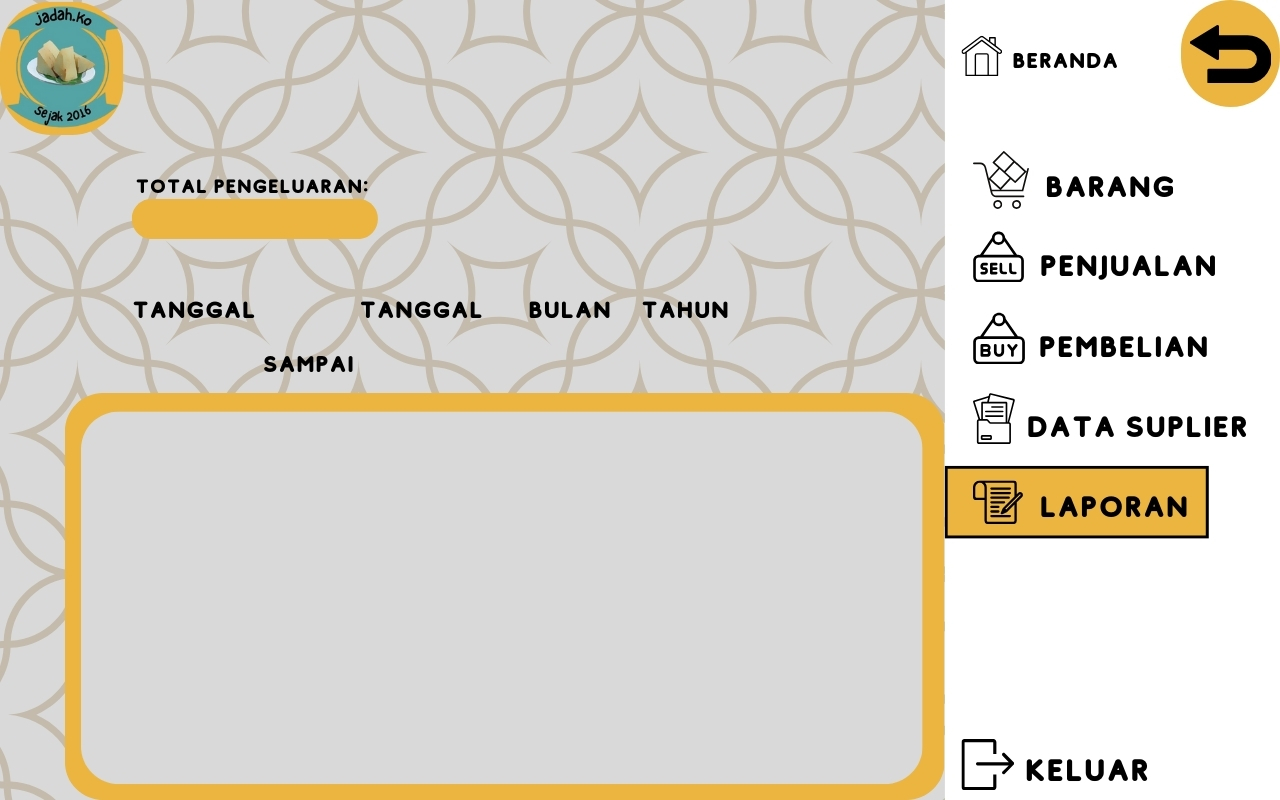 Jadah.Ko
Sejak 2016
TOTAL PENGELUARAN:
TANGGAL TANGGAL BULAN TAHUN
SAMPAI
BERANDA
BARANG
SELL PENJUALAN
BUY PEMBELIAN
DATA SUPLIER
LAPORAN
KELUAR